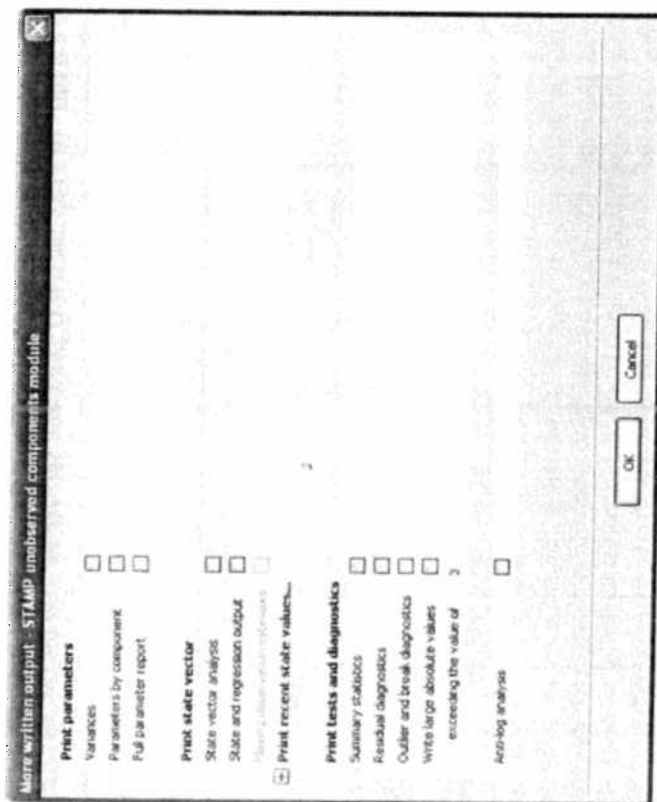 More written output - STAMP unobserved components module
Print parameters
Variances
Parameters by component
Full parameter report
Print state vector
State vector analysis
State and regression output
Print recent state values...
Print tests and diagnostics
Summary statistics
Residual diagnostics
Outlier and break diagnostics
Write large absolute values
exceeding the value of 3
Anti-log analysis
OK Cancel